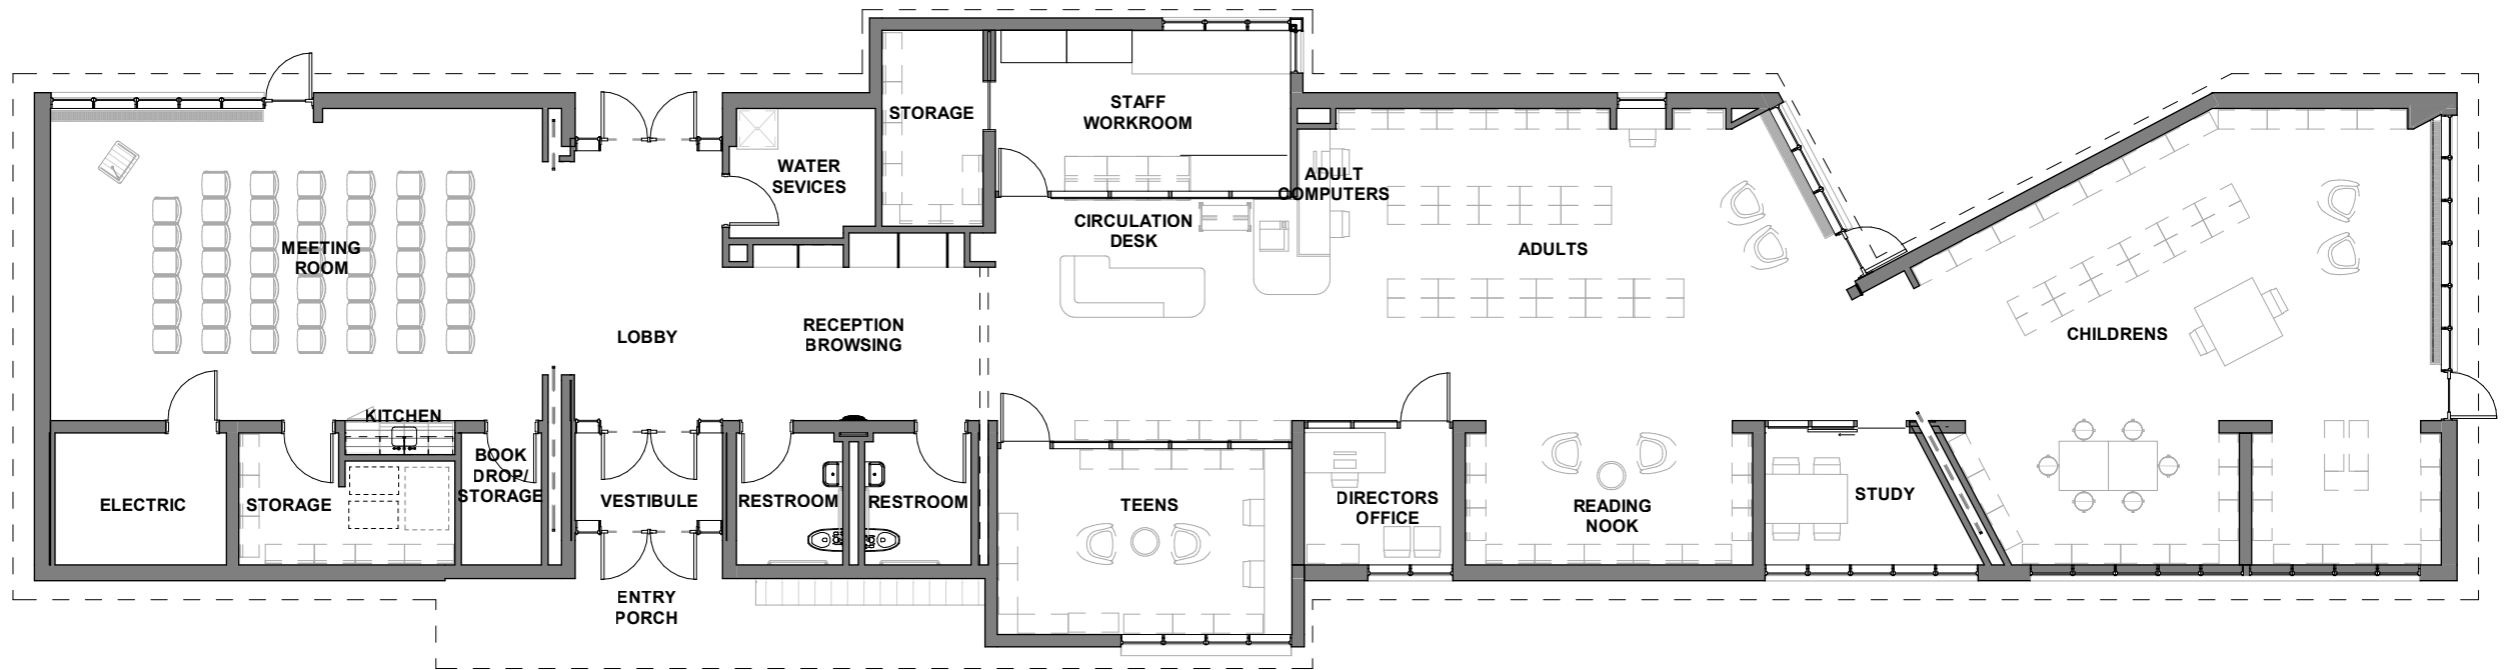 STORAGE
STAFF
WORKROOM
WATER
SEVICES
ADULT
COMPUTERS
CIRCULATION
DESK
MEETING
ROOM
ADULTS
LOBBY
RECEPTION
BROWSING
CHILDRENS
KITCHEN
BOOK
DROP/
STORAGE
ELECTRIC
STORAGE
VESTIBULE
RESTROOM
RESTROOM
TEENS
DIRECTORS
OFFICE
READING
NOOK
STUDY
ENTRY
PORCH